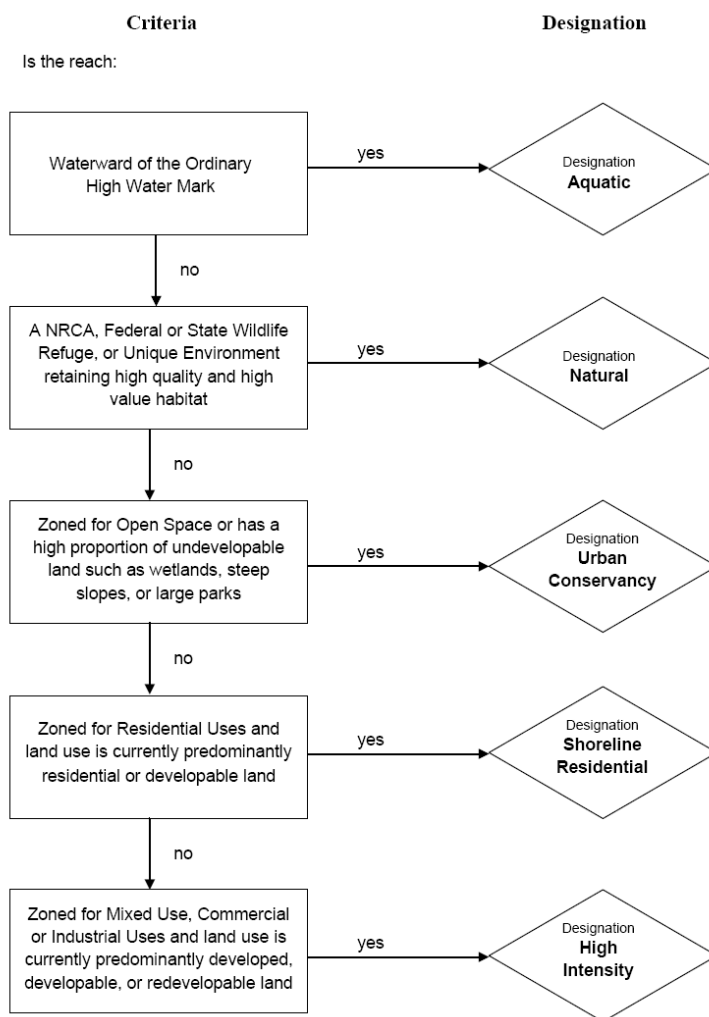 Criteria
Designation
Is the reach:
Waterward of the Ordinary
High Water Mark
yes
Designation
Aquatic
no
A NRCA, Federal or State Wildlife
Refuge, or Unique Environment
retaining high quality and high
value habitat
yes
Designation
Natural
no
Zoned for Open Space or has a
high proportion of undevelopable
land such as wetlands, steep
slopes, or large parks
yes
Designation
Urban
Conservancy
no
Zoned for Residential Uses and
land use is currently predominantly
residential or developable land
yes
Designation
Shoreline
Residential
no
Zoned for Mixed Use, Commercial
or Industrial Uses and land use is
currently predominantly developed,
developable, or redevelopable land
yes
Designation
High
Intensity